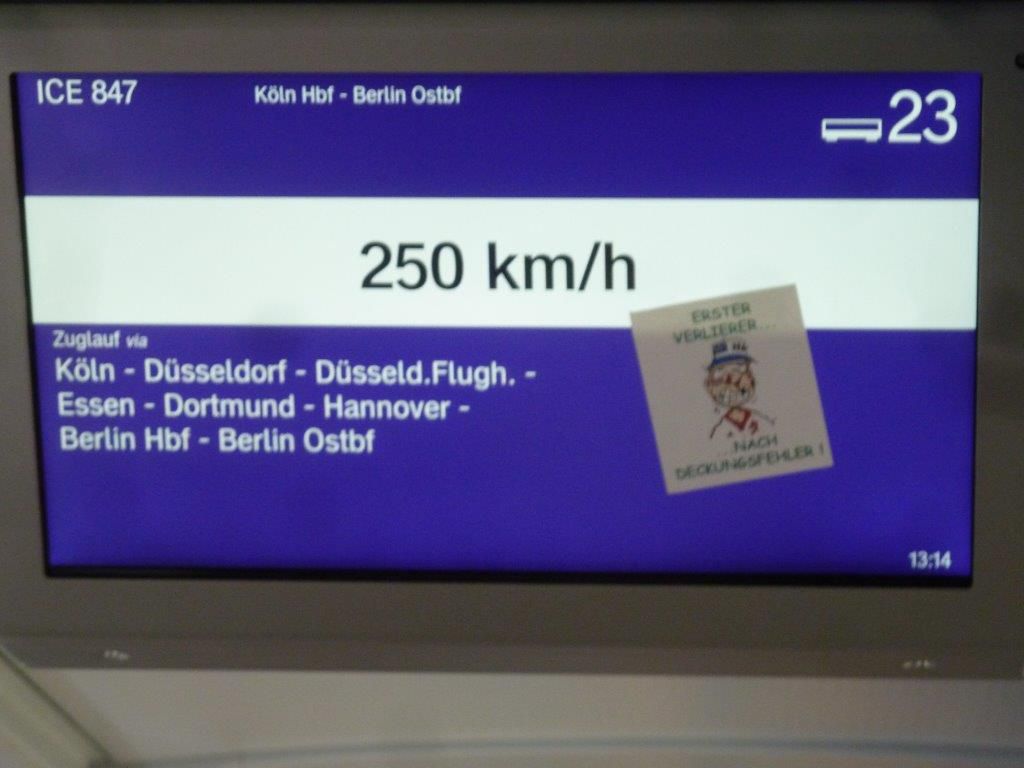 ICE 847
Köln Hbf - Berlin Ostbf
23
250 km/h
Zuglauf via
Köln - Düsseldorf - Düsseld.Flugh. -
Essen - Dortmund - Hannover -
Berlin Hbf - Berlin Ostbf
ERSTER
VERLIERER...
...NACH
DECKUNGSFEHLER !
13:14